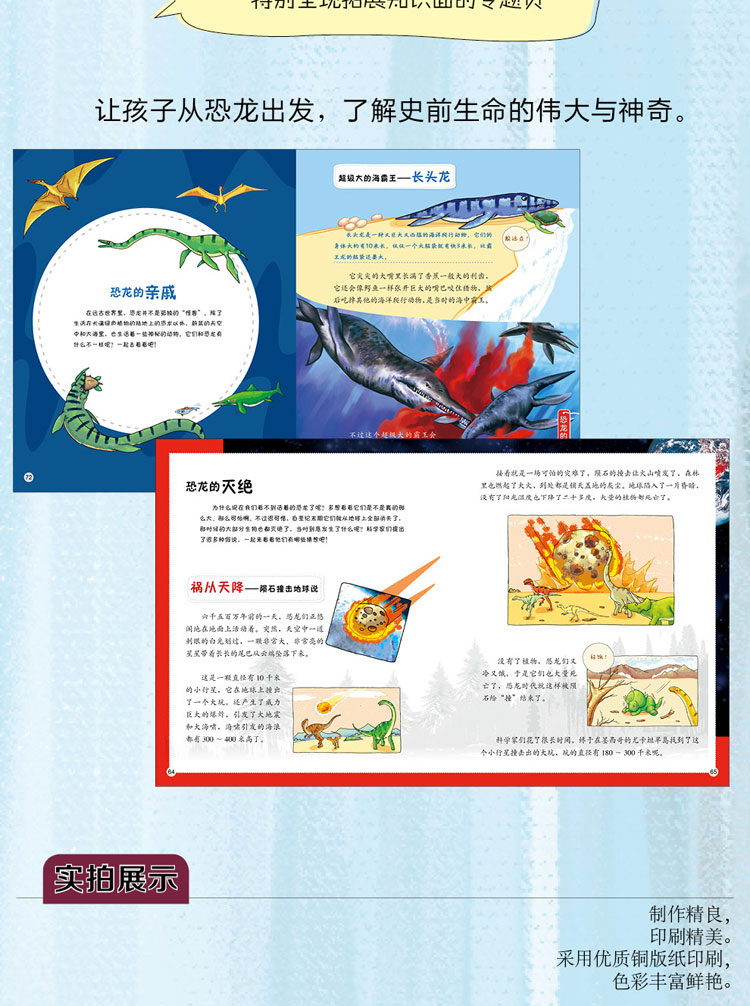 特别呈现拓展知识面的专题页
让孩子从恐龙出发，了解史前生命的伟大与神奇。
恐龙的亲戚
在远古世界里，恐龙并不是孤独的“怪兽”，除了
生活在长满绿色植物的陆地上的恐龙以外，蔚蓝的天空
中和大海里，也生活着一些神秘的动物。它们和恐龙有
什么不一样呢？一起去看看吧！
72
超级大的海霸王——长头龙
长头龙是一种又巨大又凶猛的海洋爬行动物，它们的
身体大约有10米长，仅仅一个大脑袋就有快3米长，比霸
王龙的脑袋还要大。
救命来！
它尖尖的大嘴里长满了香蕉一般大的利齿，
它还会像鳄鱼一样张开巨大的嘴巴咬住猎物，然
后吃掉其他的海洋爬行动物，是当时的海中霸王。
不过这个超级大的霸王会
恐龙的
恐龙的灭绝
为什么现在我们看不到活着的恐龙了呢？多想看看它们是不是真的那
么大、那么可怕啊。不过很可惜，白垩纪末期它们就从地球上全部消失了，
那时候的大部分生物也都灭绝了，当时到底发生了什么呢？科学家们提出
了很多种假说，一起来看看他们有哪些猜想吧！
祸从天降——陨石撞击地球说
六千五百万年前的一天，恐龙们正悠
闲地在地面上活动着。突然，天空中一道
刺眼的白光划过，一颗非常大、非常亮的
星星带着长长的尾巴从云端坠落下来。
这是一颗直径有10千米
的小行星，它在地球上撞出
了一个大坑，还产生了威力
巨大的爆炸，引发了大地震
和大海啸，海啸引发的海浪
都有300～400米高了。
64
接着就是一场可怕的灾难了，陨石的撞击让火山喷发了，森林
里也燃起了大火，到处都是铺天盖地的灰尘。地球陷入了一片昏暗，
没有了阳光温度也下降了二十多度，大量的植物都死亡了。
没有了植物，恐龙们又
冷又饿，于是它们也大量死
亡了，恐龙时代就这样被陨
石给“撞”结束了。
好饿！
科学家们花了很长时间，终于在墨西哥的尤卡坦半岛找到了这
个小行星撞击出的大坑，坑的直径有180～300千米呢。
65
实拍展示
制作精良，
印刷精美。
采用优质铜版纸印刷，
色彩丰富鲜艳。